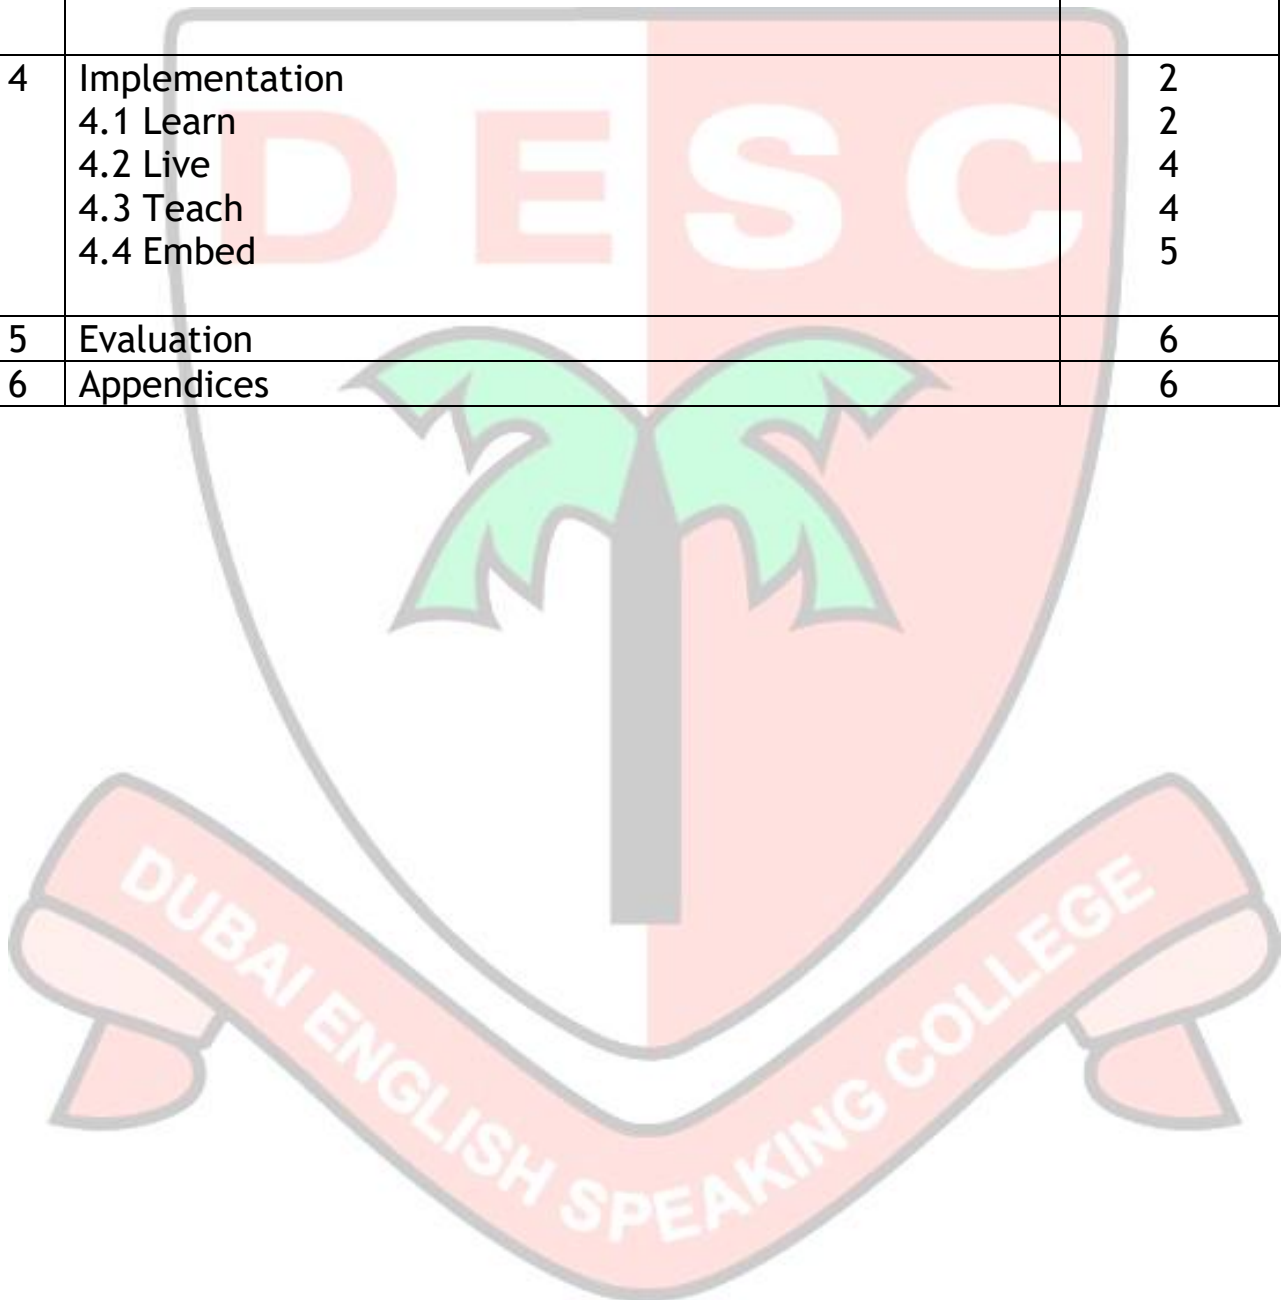 4 Implementation 2
4.1 Learn 2
4.2 Live 4
4.3 Teach 4
4.4 Embed 5
5 Evaluation 6
6 Appendices 6
DESC
DUBAI ENGLISH SPEAKING COLLEGE